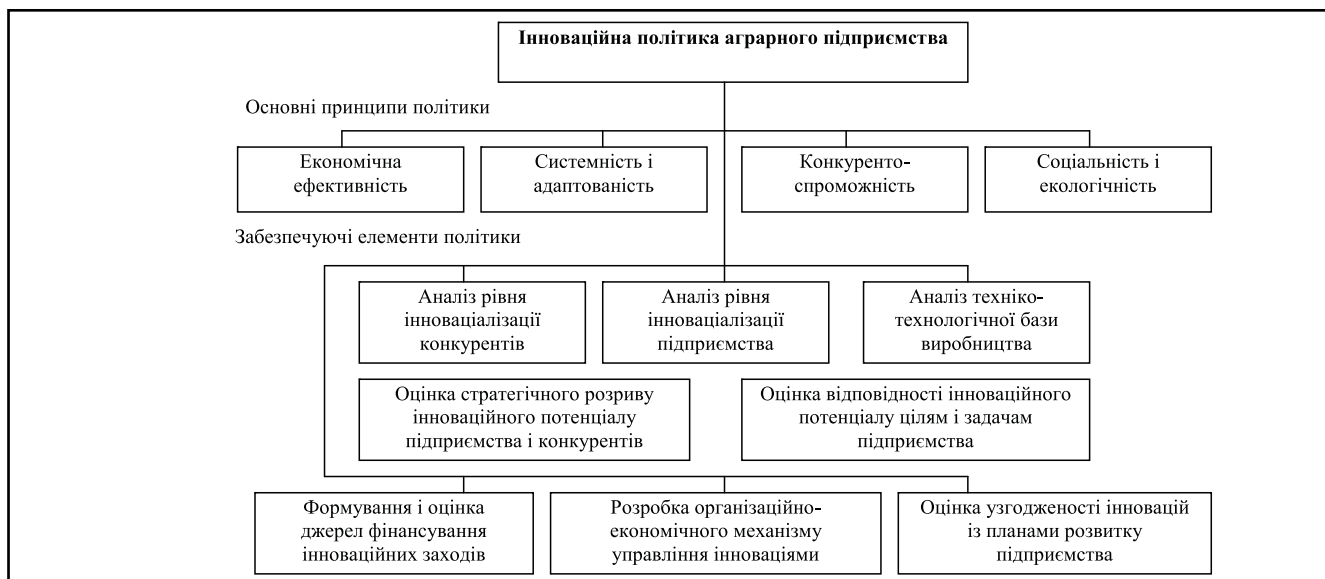 Інноваційна політика аграрного підприємства
Основні принципи політики
Економічна
ефективність
Системність і
адаптованість
Конкуренто-
спроможність
Соціальність і
екологічність
Забезпечуючі елементи політики
Аналіз рівня
інноваціалізації
конкурентів
Аналіз рівня
інноваціалізації
підприємства
Аналіз техніко-
технологічної бази
виробництва
Оцінка стратегічного розриву
інноваційного потенціалу
підприємства і конкурентів
Оцінка відповідності інноваційного
потенціалу цілям і задачам
підприємства
Формування і оцінка
джерел фінансування
інноваційних заходів
Розробка організаційно-
економічного механізму
управління інноваціями
Оцінка узгодженості інновацій
із планами розвитку
підприємства